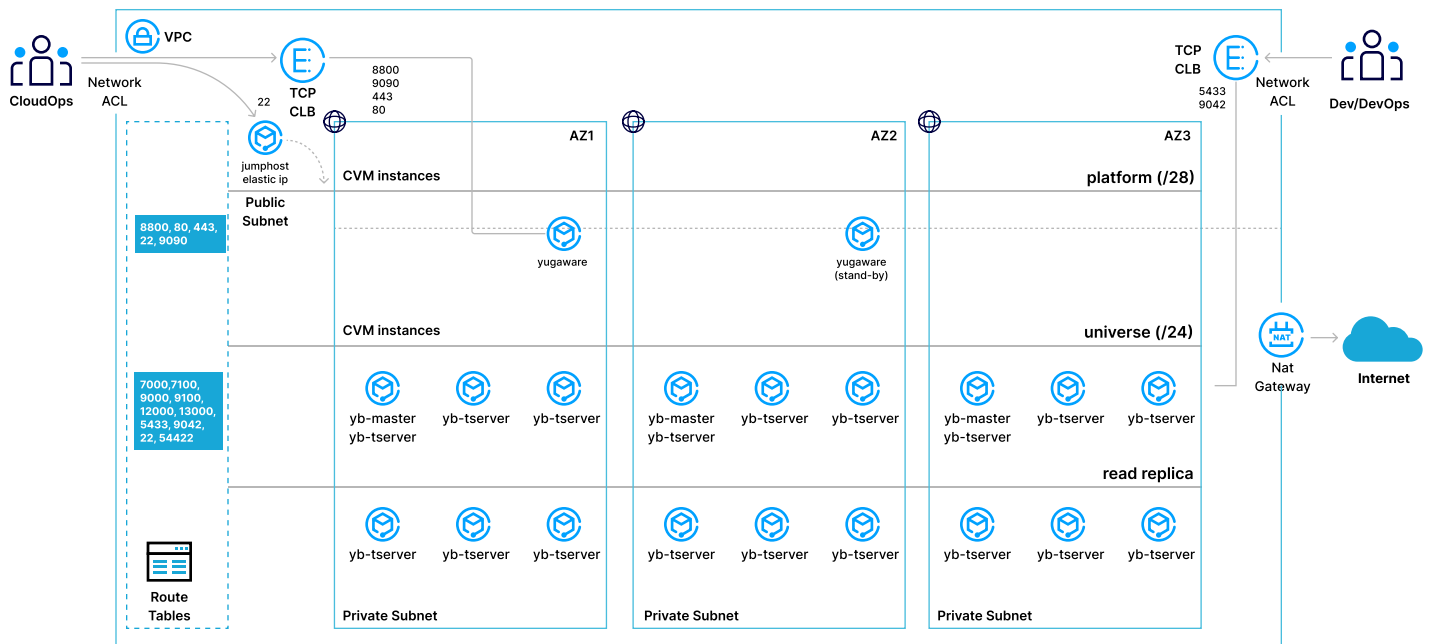 VPC
CloudOps
Network
ACL
22
TCP
CLB
8800
9090
443
80
TCP
CLB
5433
9042
Network
ACL
Dev/DevOps
jumphost
elastic ip
Public
Subnet
AZ1
AZ2
AZ3
CVM instances
platform (/28)
8800, 80, 443,
22, 9090
yugaware
yugaware
(stand-by)
CVM instances
universe (/24)
NAT
Nat
Gateway
Internet
7000,7100,
9000, 9100,
12000, 13000,
5433, 9042,
22, 54422
yb-master
yb-tserver
yb-tserver
yb-tserver
yb-master
yb-tserver
yb-tserver
yb-tserver
yb-master
yb-tserver
yb-tserver
yb-tserver
read replica
yb-tserver
yb-tserver
yb-tserver
yb-tserver
yb-tserver
yb-tserver
yb-tserver
yb-tserver
yb-tserver
Route
Tables
Private Subnet
Private Subnet
Private Subnet